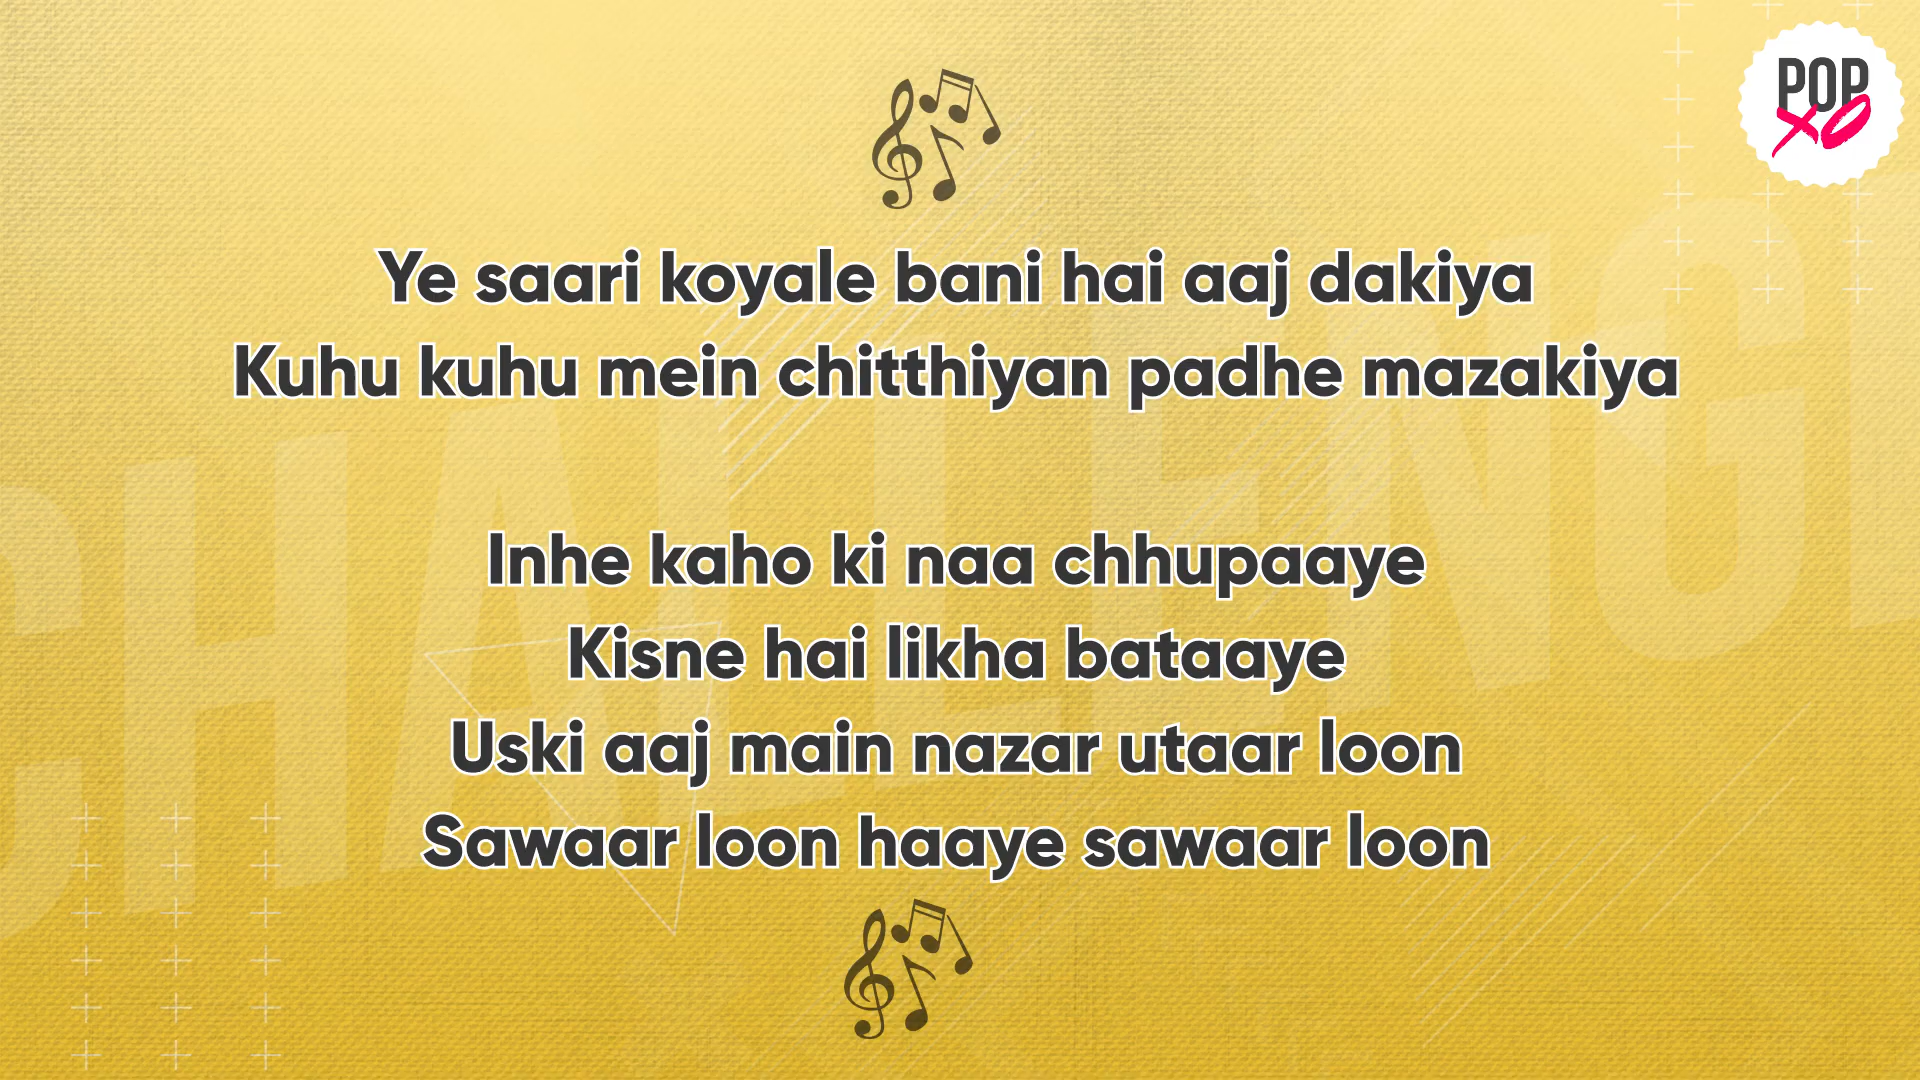 POP
XO
Ye saari koyale bani hai aaj dakiya
Kuhu kuhu mein chitthiyan padhe mazakiya
Inhe kaho ki naa chhupaaye
Kisne hai likha bataaye
Uski aaj main nazar utaar loon
Sawaar loon haaye sawaar loon
CHALLENGE